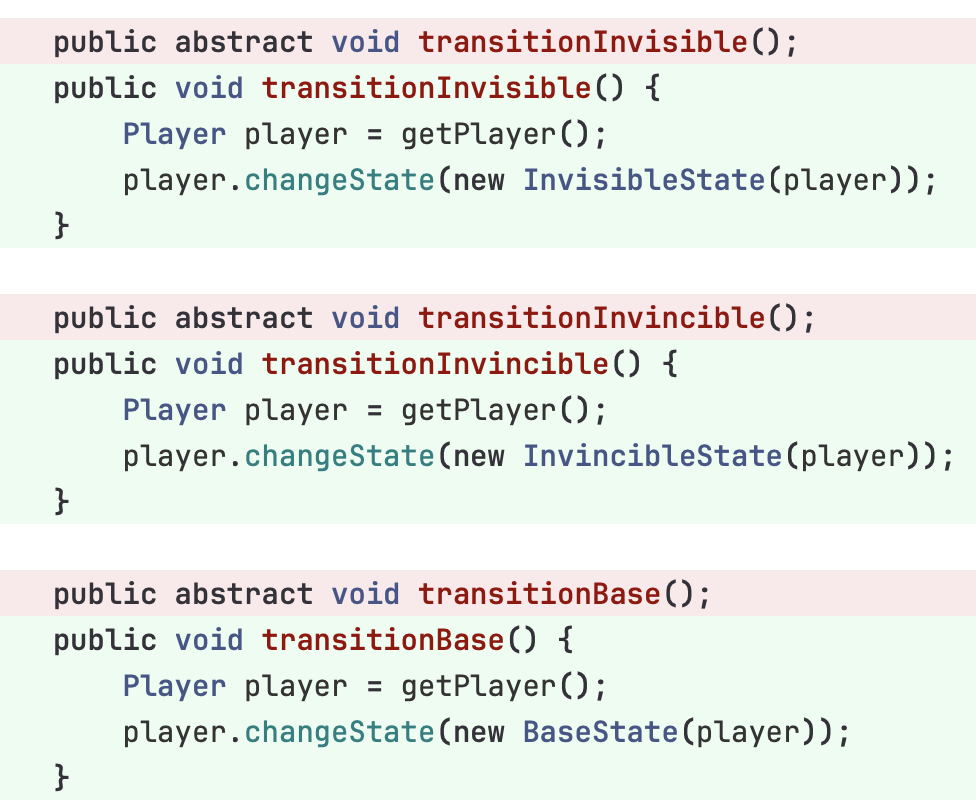 public abstract void transitionInvisible();
public void transitionInvisible() {
    Player player = getPlayer();
    player.changeState(new InvisibleState(player));
}
public abstract void transitionInvincible();
public void transitionInvincible() {
    Player player = getPlayer();
    player.changeState(new InvincibleState(player));
}
public abstract void transitionBase();
public void transitionBase() {
    Player player = getPlayer();
    player.changeState(new BaseState(player));
}